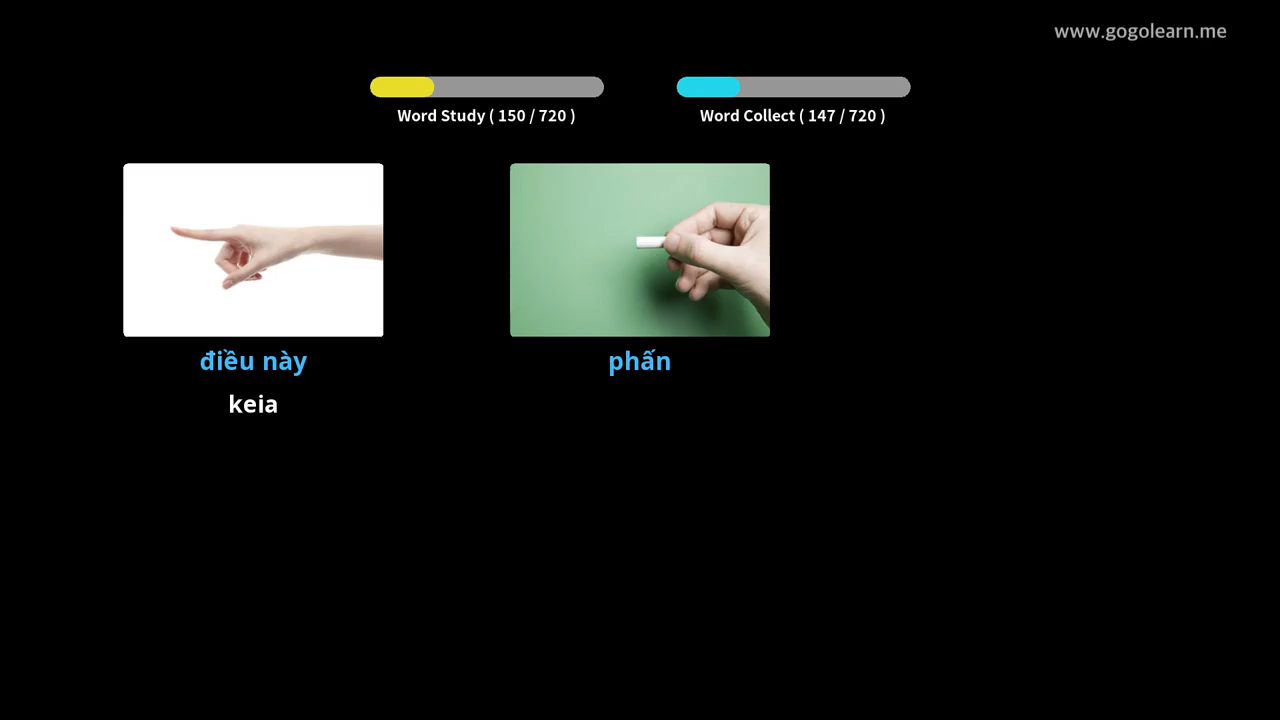 www.gogolearn.me
Word Study ( 150 / 720 )
Word Collect ( 147 / 720 )
điều này
phấn
keia